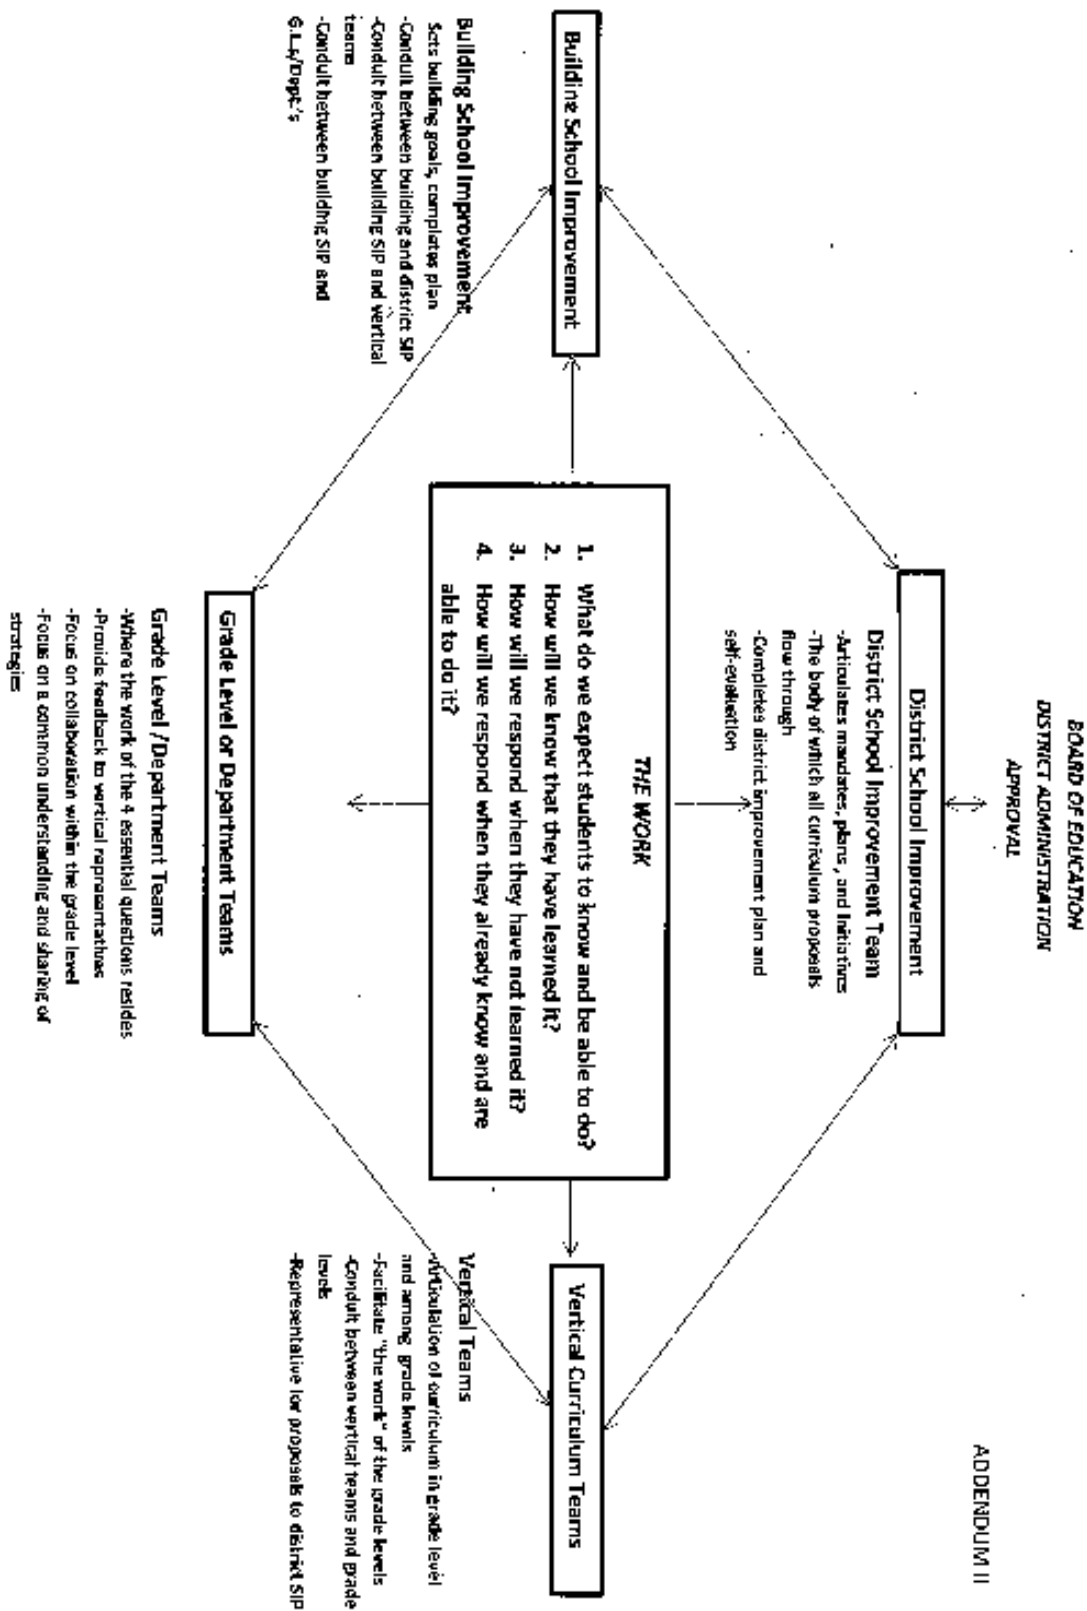 ADDENDUM II
BOARD OF EDUCATION
DISTRICT ADMINISTRATION
APPROVAL
District School Improvement
District School Improvement Team
-Articulates mandates, plans, and initiatives
-The body of which all curriculum proposals
flow through
-Completes district improvement plan and
self-evaluation
Building School Improvement
Building School Improvement
Sets building goals, completes plan
-Conduit between building and district SIP
-Conduit between building SIP and vertical
teams
-Conduit between building SIP and
G.L.s/Dept.'s
THE WORK
1. What do we expect students to know and be able to do?
2. How will we know that they have learned it?
3. How will we respond when they have not learned it?
4. How will we respond when they already know and are
able to do it?
Vertical Curriculum Teams
Vertical Teams
-Articulation of curriculum in grade level
and among grade levels
-Facilitate "the work" of the grade levels
-Conduit between vertical teams and grade
levels
-Representative for proposals to district SIP
Grade Level or Department Teams
Grade Level /Department Teams
-Where the work of the 4 essential questions resides
-Provide feedback to vertical representatives
-Focus on collaboration within the grade level
-Focus on a common understanding and sharing of
strategies